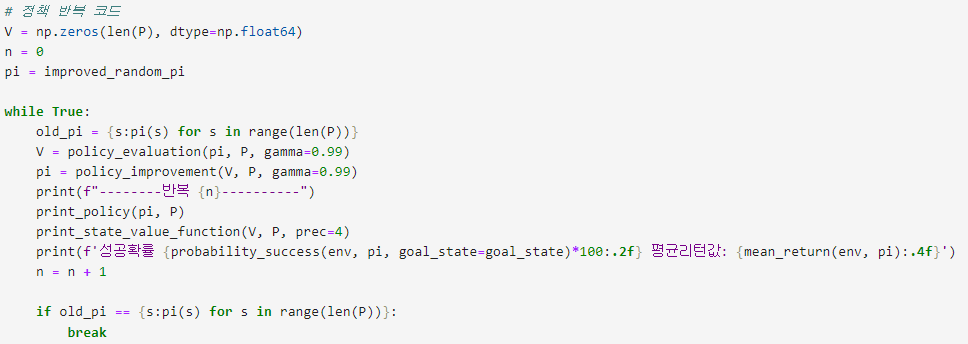 # 정책 반복 코드
V = np.zeros(len(P), dtype=np.float64)
n = 0
pi = improved_random_pi

while True:
    old_pi = {s:pi(s) for s in range(len(P))}
    V = policy_evaluation(pi, P, gamma=0.99)
    pi = policy_improvement(V, P, gamma=0.99)
    print(f"--------반복 {n}----------")
    print_policy(pi, P)
    print_state_value_function(V, P, prec=4)
    print(f'성공확률 {probability_success(env, pi, goal_state=goal_state)*100:.2f} 평균리턴값: {mean_return(env, pi):.4f}')
    n = n + 1

    if old_pi == {s:pi(s) for s in range(len(P))}:
        break